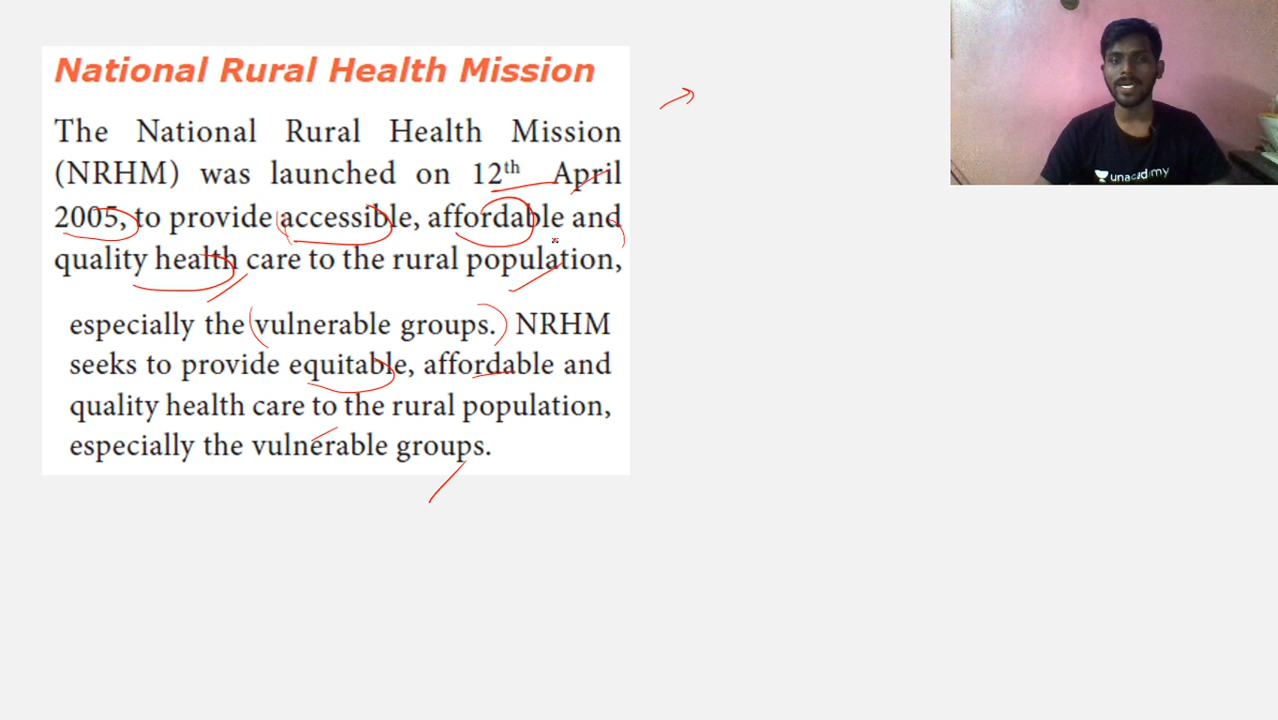 National Rural Health Mission
The National Rural Health Mission
(NRHM) was launched on 12th April
2005, to provide accessible, affordable and
quality health care to the rural population,
especially the vulnerable groups. NRHM
seeks to provide equitable, affordable and
quality health care to the rural population,
especially the vulnerable groups.
unacademy